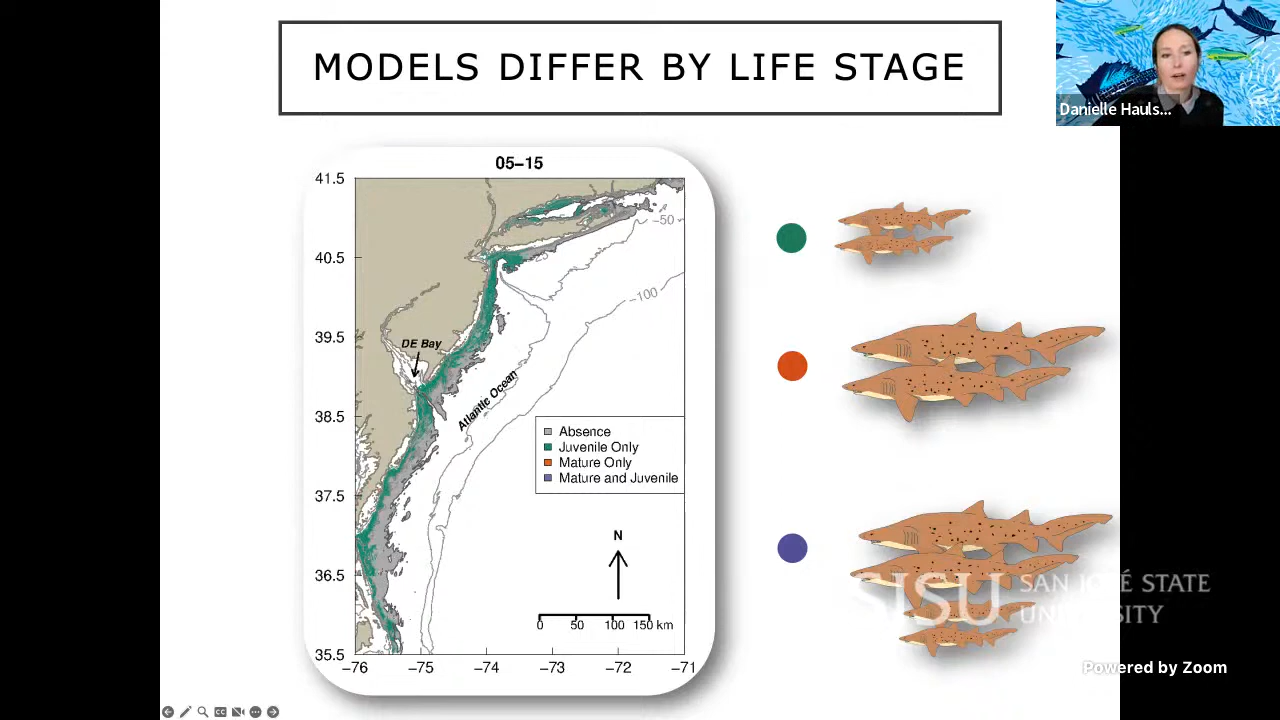 MODELS DIFFER BY LIFE STAGE
Danielle Hauls...
05−15
41.5
40.5
39.5
38.5
37.5
36.5
35.5
−76
−75
−74
−73
−72
−71
−50
−100
DE Bay
Atlantic Ocean
Absence
Juvenile Only
Mature Only
Mature and Juvenile
N
0 50 100 150 km
SJSU SAN JOSÉ STATE
UNIVERSITY
Powered by Zoom
CC